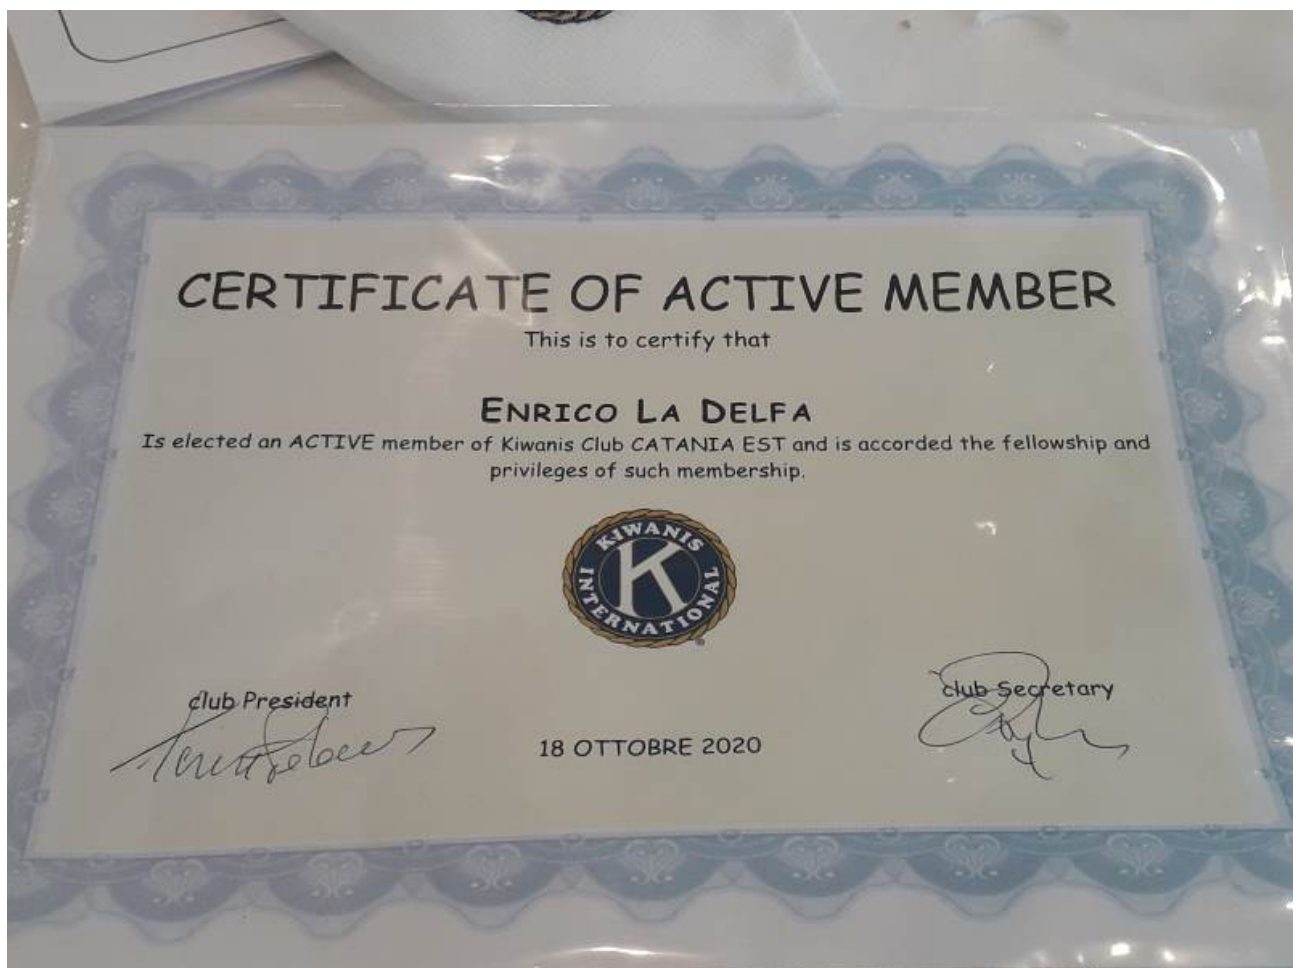 CERTIFICATE OF ACTIVE MEMBER
This is to certify that
ENRICO LA DELFA
Is elected an ACTIVE member of Kiwanis Club CATANIA EST and is accorded the fellowship and
privileges of such membership.
KIWANIS
K
INTERNATIONAL
club President
club Secretary
18 OTTOBRE 2020